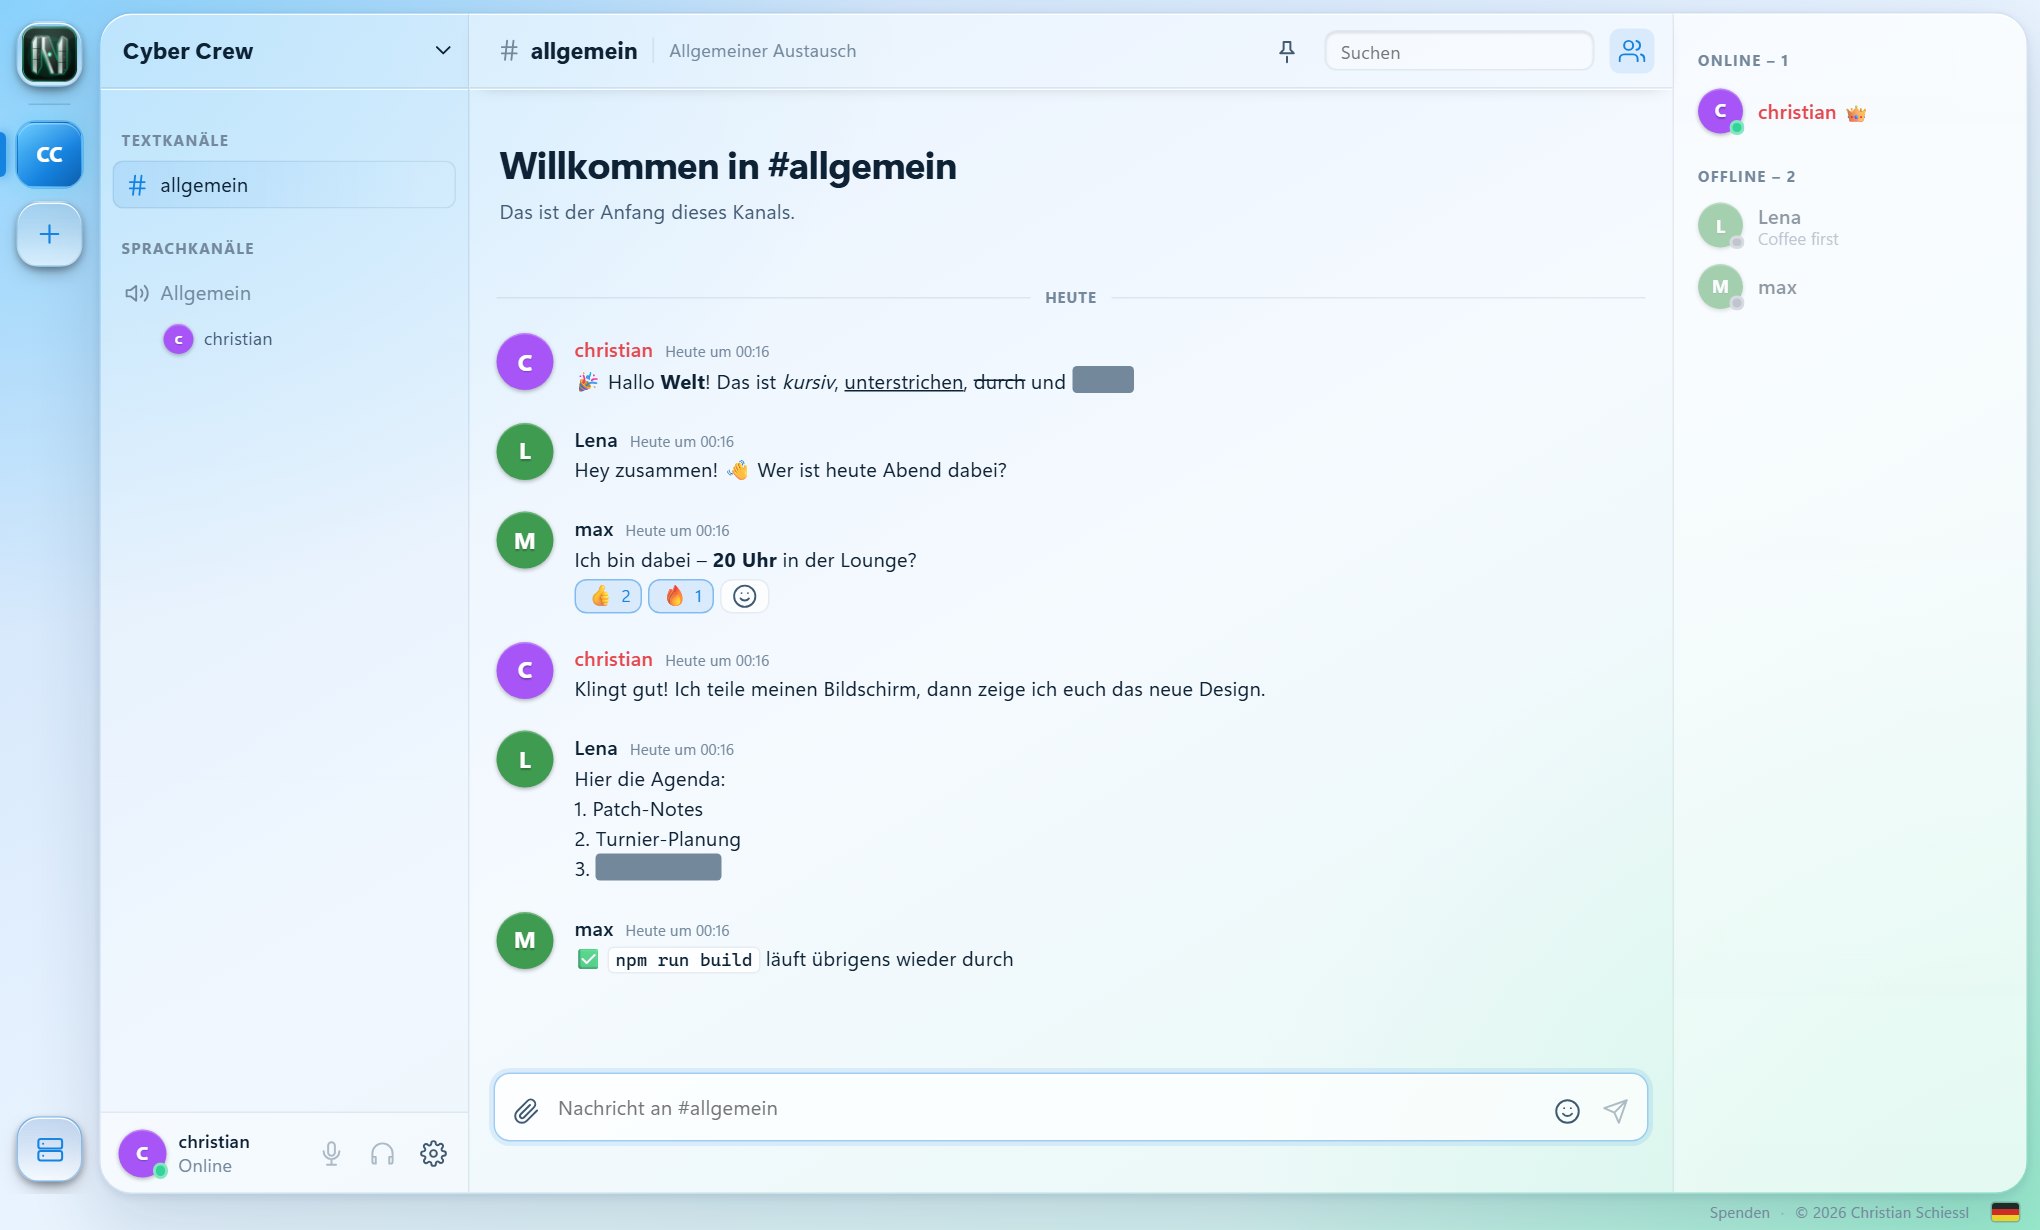 CC
Cyber Crew
TEXTKANÄLE
# allgemein
SPRACHKANÄLE
Allgemein
C christian
C christian
Online
# allgemein Allgemeiner Austausch
Suchen
Willkommen in #allgemein
Das ist der Anfang dieses Kanals.
HEUTE
C christian Heute um 00:16
🎉 Hallo Welt! Das ist kursiv, unterstrichen, durch und
L Lena Heute um 00:16
Hey zusammen! 👋 Wer ist heute Abend dabei?
M max Heute um 00:16
Ich bin dabei – 20 Uhr in der Lounge?
👍 2 🔥 1
C christian Heute um 00:16
Klingt gut! Ich teile meinen Bildschirm, dann zeige ich euch das neue Design.
L Lena Heute um 00:16
Hier die Agenda:
1. Patch-Notes
2. Turnier-Planung
3.
M max Heute um 00:16
✅ npm run build läuft übrigens wieder durch
Nachricht an #allgemein
ONLINE – 1
C christian 👑
OFFLINE – 2
L Lena
Coffee first
M max
Spenden · © 2026 Christian Schiessl